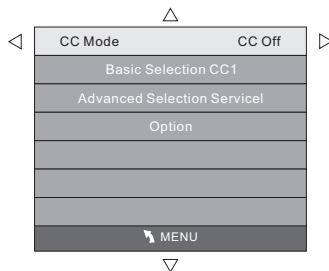 CC Mode CC Off
Basic Selection CC1
Advanced Selection Servicel
Option
MENU